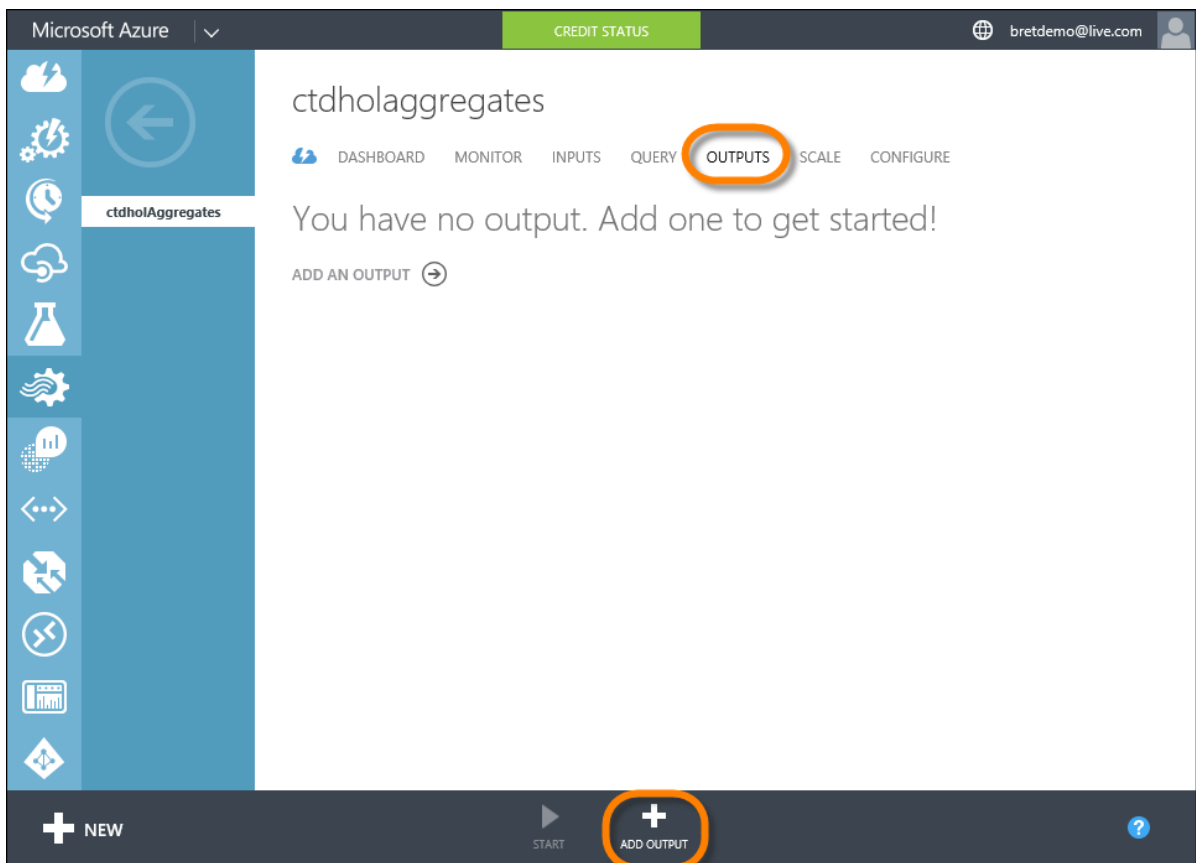 Microsoft Azure
CREDIT STATUS
bretdemo@live.com
ctdholaggregates
DASHBOARD MONITOR INPUTS QUERY OUTPUTS SCALE CONFIGURE
ctdholAggregates
You have no output. Add one to get started!
ADD AN OUTPUT
NEW
START
ADD OUTPUT
?